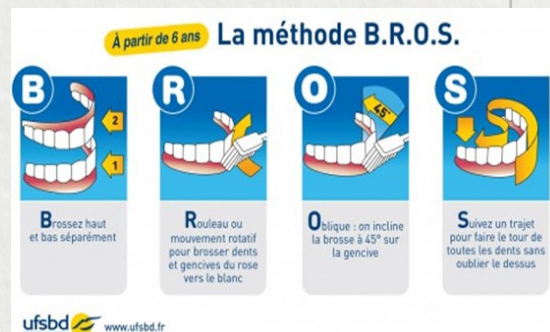 À partir de 6 ans La méthode B.R.O.S.
B
2
1
Brossez haut
et bas séparément
R
Rouleau ou
mouvement rotatif
pour brosser dents
et gencives du rose
vers le blanc
O
45°
Oblique : on incline
la brosse à 45° sur
la gencive
S
Suivez un trajet
pour faire le tour de
toutes les dents sans
oublier le dessus
ufsbd www.ufsbd.fr